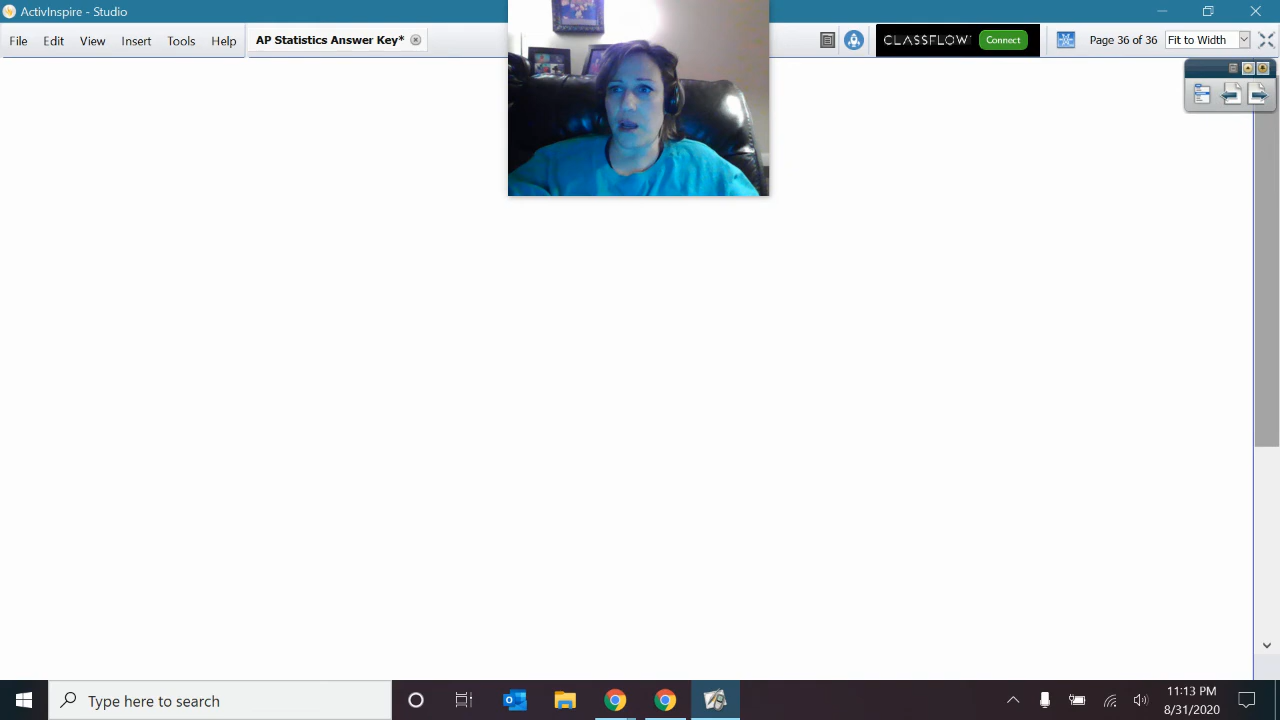 ActivInspire - Studio
File Edit View Insert Tools Help
AP Statistics Answer Key*
CLASSFLOW Connect
Page 36 of 36
Fit to Width
Type here to search
11:13 PM
8/31/2020